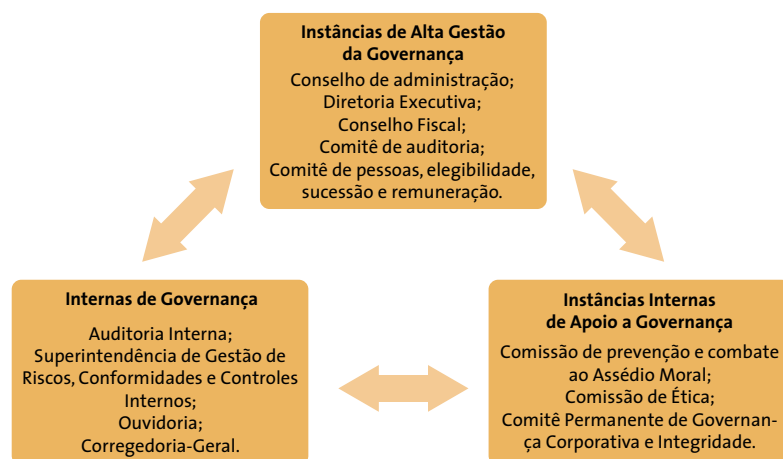 Instâncias de Alta Gestão
da Governança
Conselho de administração;
Diretoria Executiva;
Conselho Fiscal;
Comitê de auditoria;
Comitê de pessoas, elegibilidade,
sucessão e remuneração.
Internas de Governança
Auditoria Interna;
Superintendência de Gestão de
Riscos, Conformidades e Controles
Internos;
Ouvidoria;
Corregedoria-Geral.
Instâncias Internas
de Apoio a Governança
Comissão de prevenção e combate
ao Assédio Moral;
Comissão de Ética;
Comitê Permanente de Governan-
ça Corporativa e Integridade.